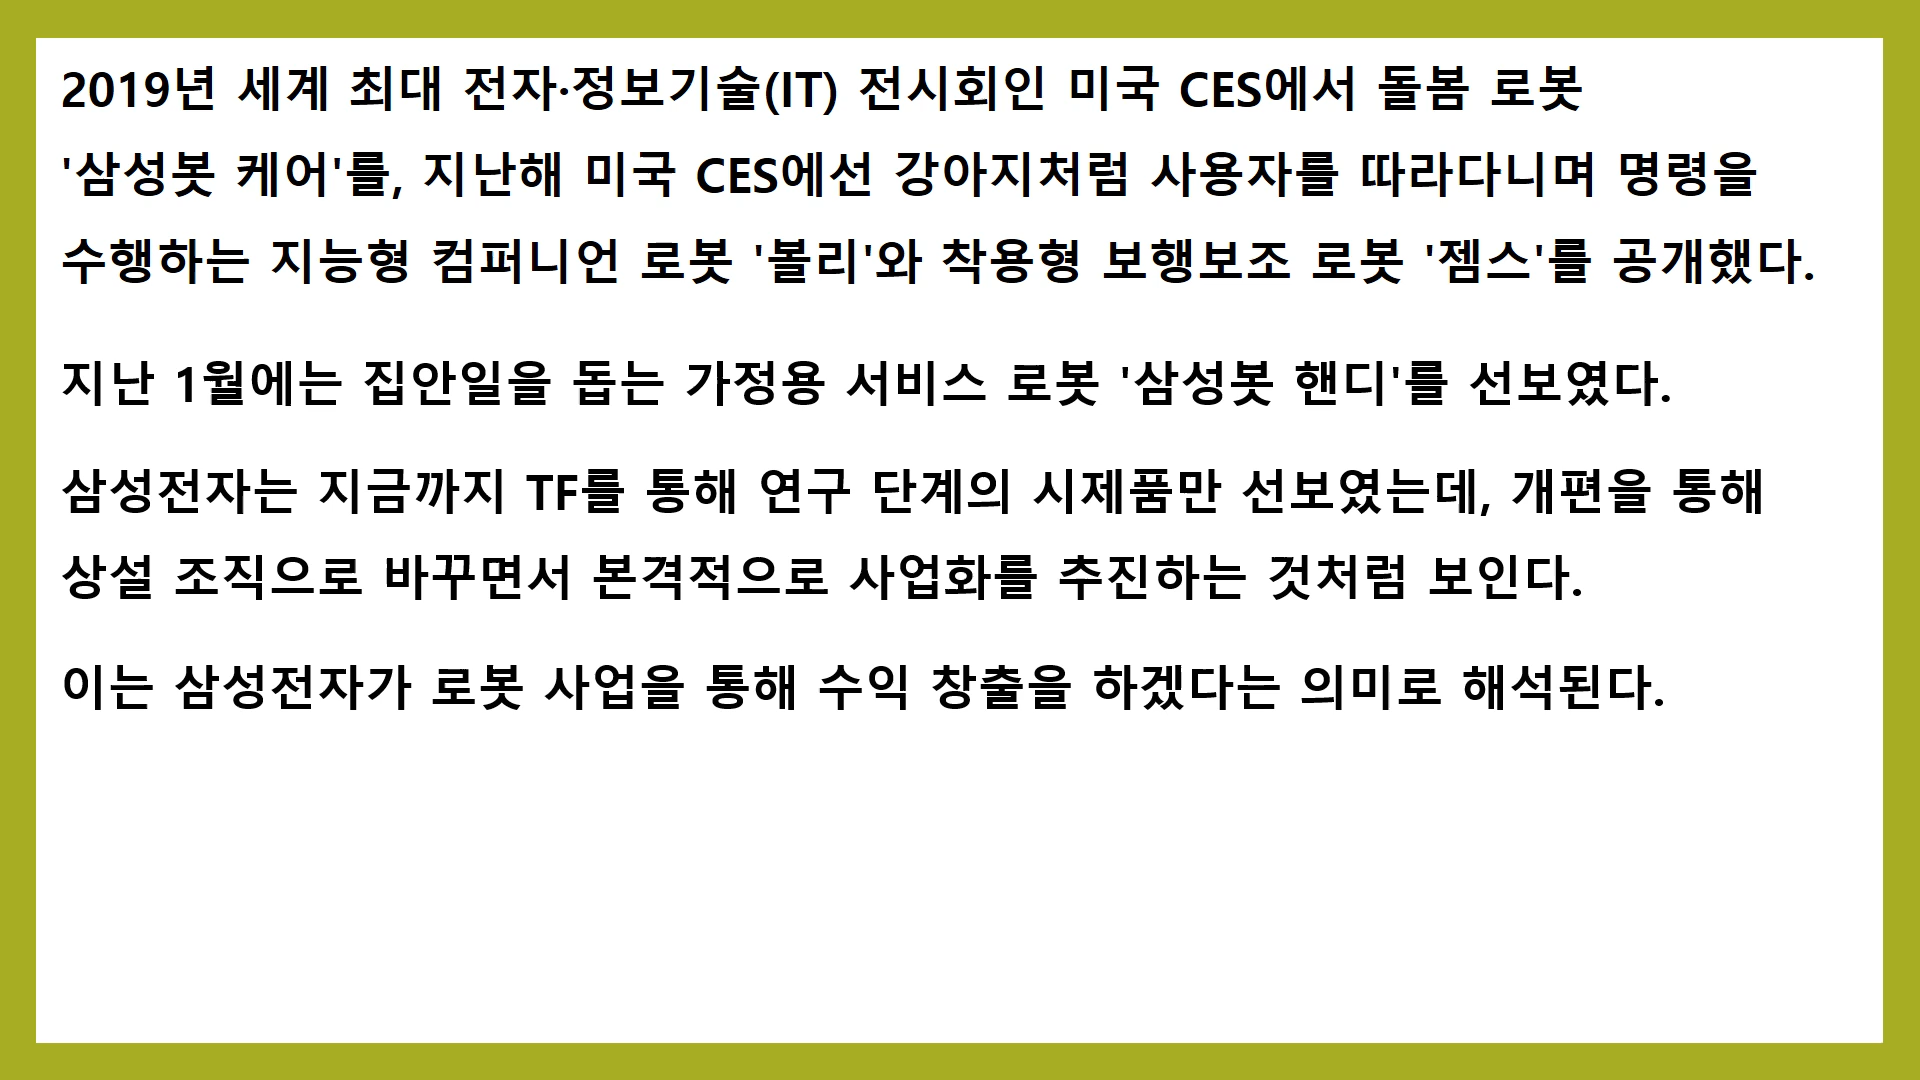 2019년 세계 최대 전자·정보기술(IT) 전시회인 미국 CES에서 돌봄 로봇
'삼성봇 케어'를, 지난해 미국 CES에선 강아지처럼 사용자를 따라다니며 명령을
수행하는 지능형 컴퍼니언 로봇 '볼리'와 착용형 보행보조 로봇 '젬스'를 공개했다.
지난 1월에는 집안일을 돕는 가정용 서비스 로봇 '삼성봇 핸디'를 선보였다.
삼성전자는 지금까지 TF를 통해 연구 단계의 시제품만 선보였는데, 개편을 통해
상설 조직으로 바꾸면서 본격적으로 사업화를 추진하는 것처럼 보인다.
이는 삼성전자가 로봇 사업을 통해 수익 창출을 하겠다는 의미로 해석된다.